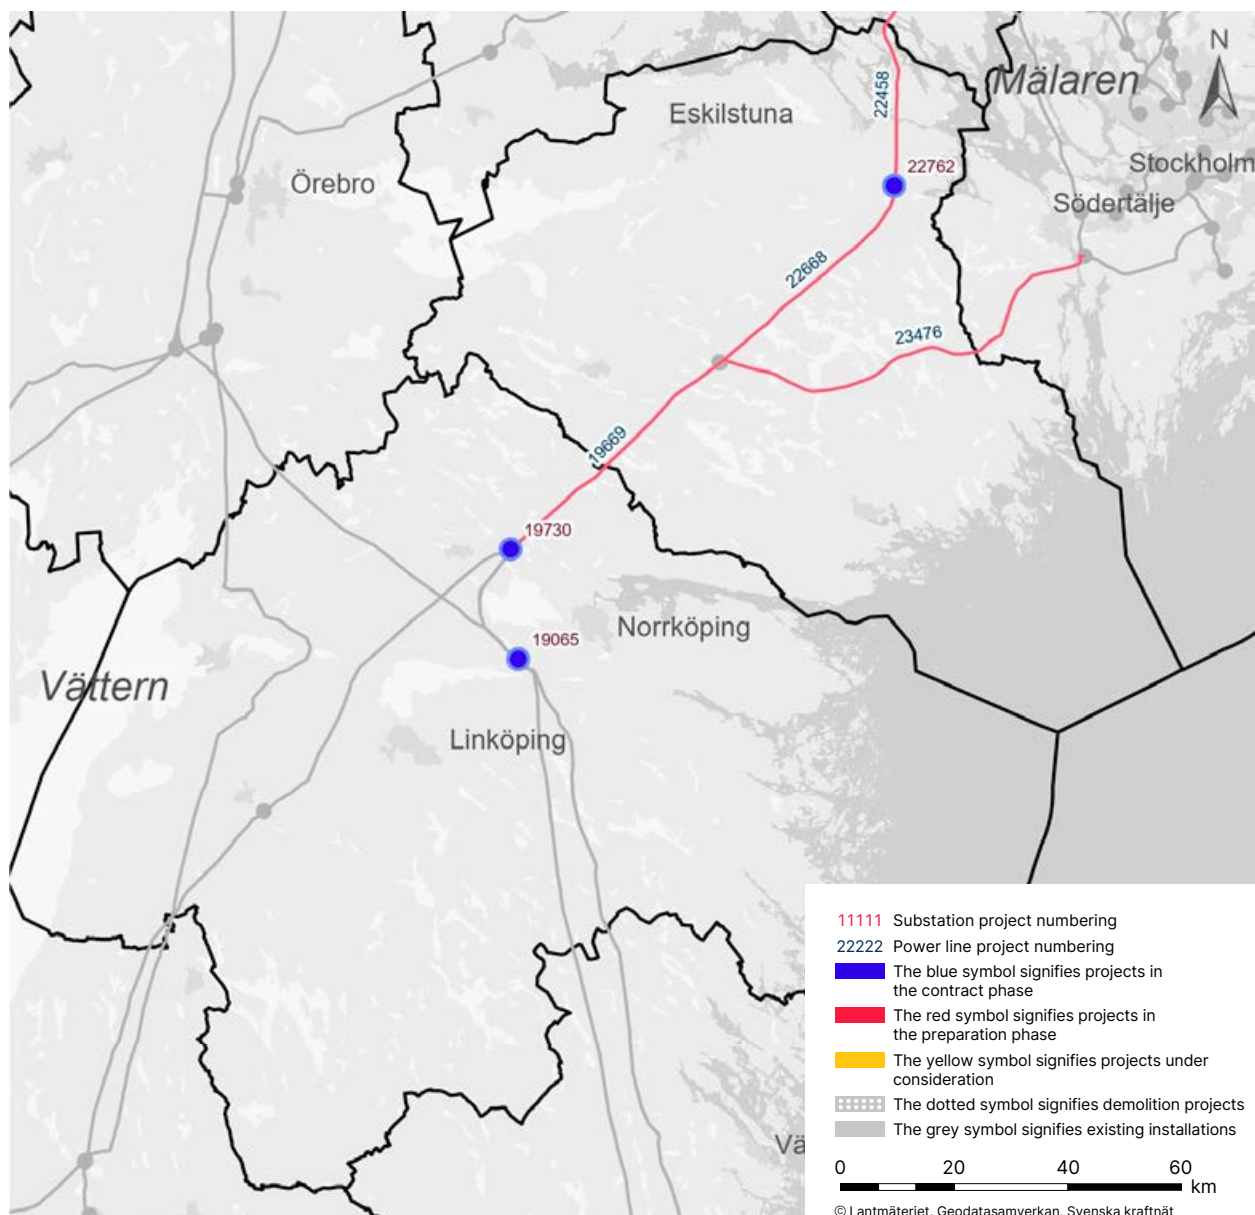 N
Mälaren
22458
Eskilstuna
22762
Stockholm
Örebro
Södertälje
22668
23476
19669
19730
Norrköping
19065
Vättern
Linköping
Vä
11111 Substation project numbering
22222 Power line project numbering
The blue symbol signifies projects in
the contract phase
The red symbol signifies projects in
the preparation phase
The yellow symbol signifies projects under
consideration
The dotted symbol signifies demolition projects
The grey symbol signifies existing installations
0 20 40 60
km
© Lantmäteriet, Geodatasamverkan, Svenska kraftnät